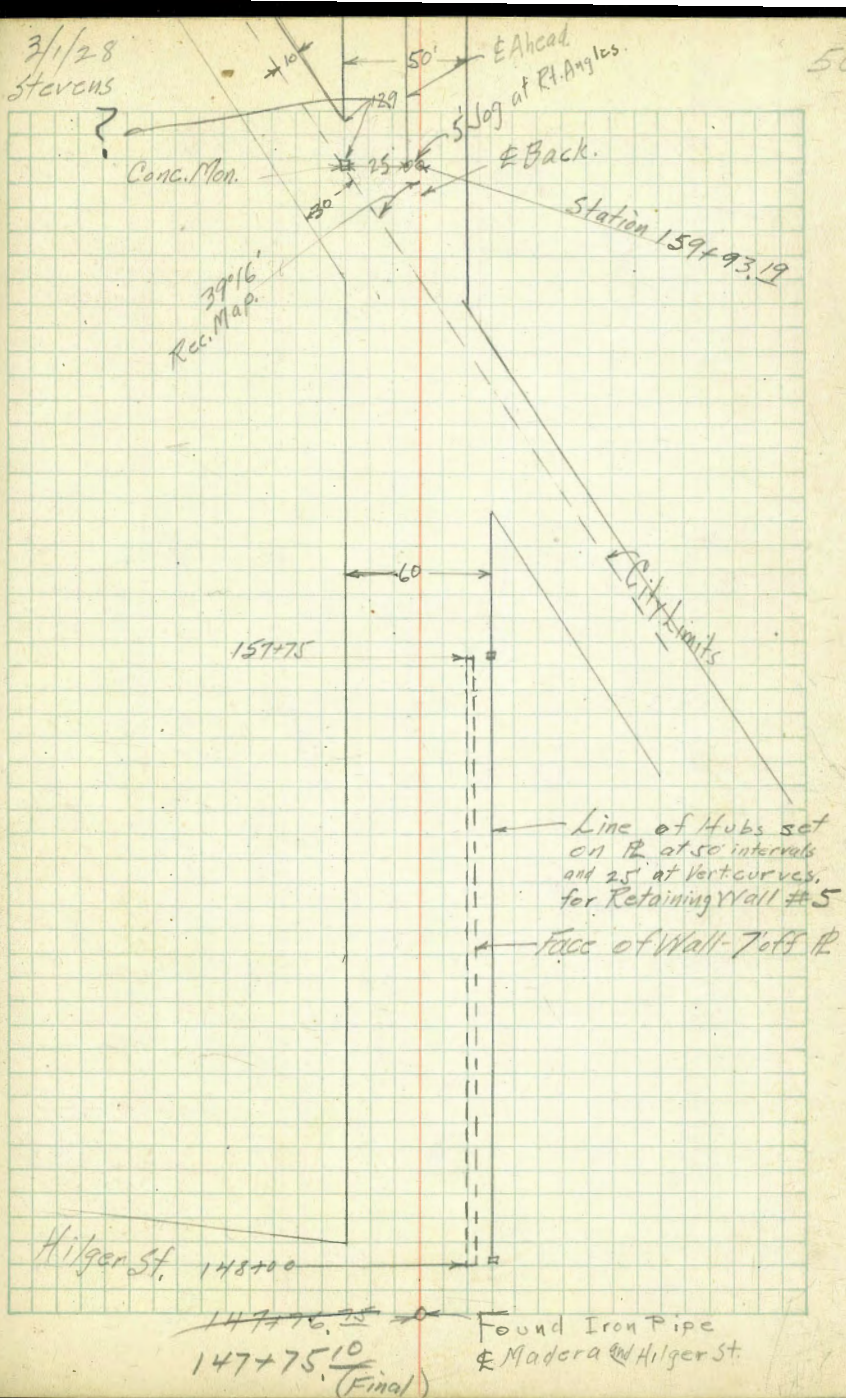 3/1/28
Stevens
50
10
50'
℄ Ahead
5' Jog at Rt. Angles.
?
129
Conc. Mon.
25
℄ Back.
30'
Station 159+93.19
39°16'
Rec. Map.
60
City Limits
157+75
Line of Hubs set
on ⅊ at 50' intervals
and 25' at Vert curves.
for Retaining Wall #5
Face of Wall - 7' off ⅊
Hilger St.
148+00
147+76.75
147+75.10
(Final)
Found Iron Pipe
℄ Madera and Hilger St.